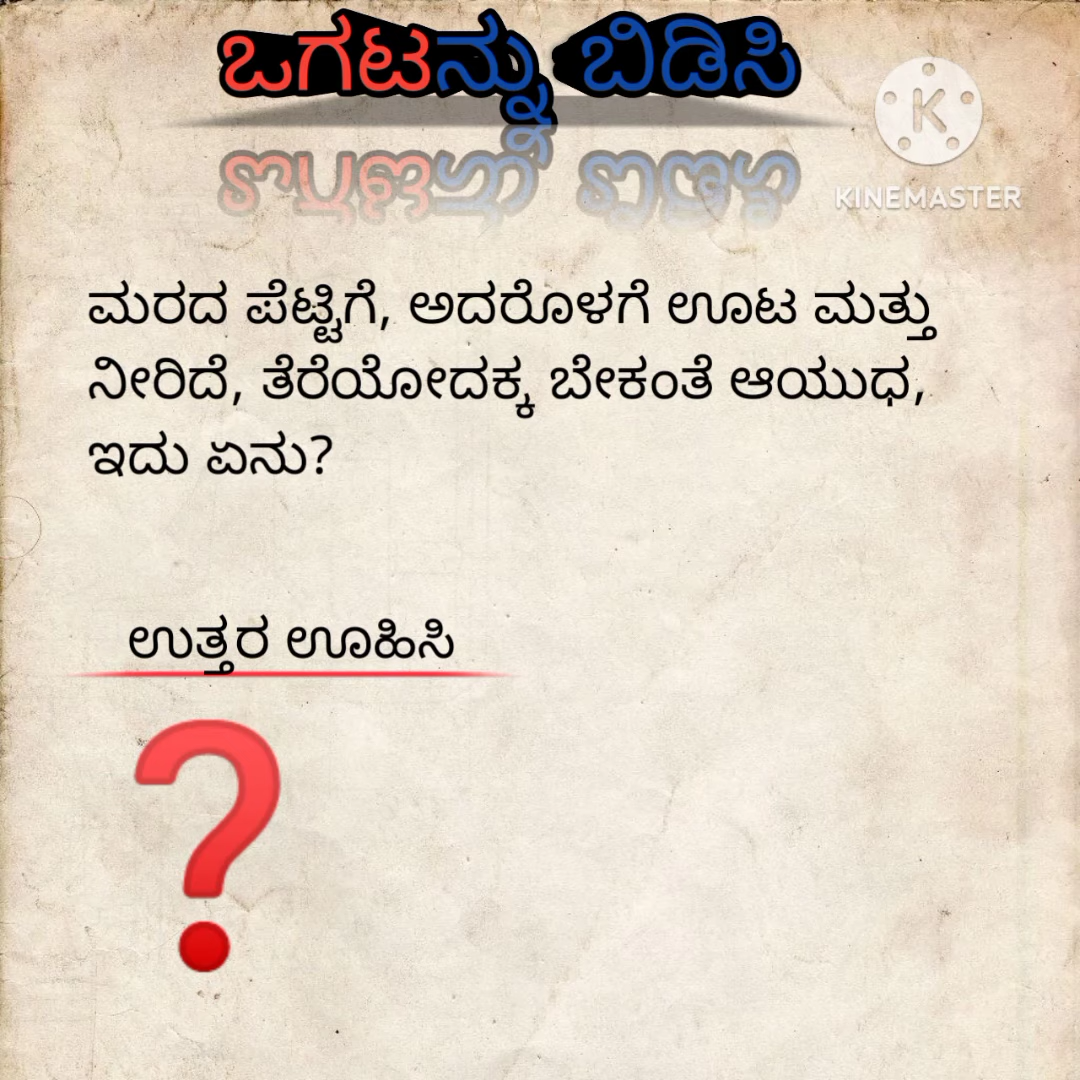 ಒಗಟನ್ನು ಬಿಡಿಸಿ
KINEMASTER
ಮರದ ಪೆಟ್ಟಿಗೆ, ಅದರೊಳಗೆ ಊಟ ಮತ್ತು
ನೀರಿದೆ, ತೆರೆಯೋದಕ್ಕ ಬೇಕಂತೆ ಆಯುಧ,
ಇದು ಏನು?
ಉತ್ತರ ಊಹಿಸಿ
?